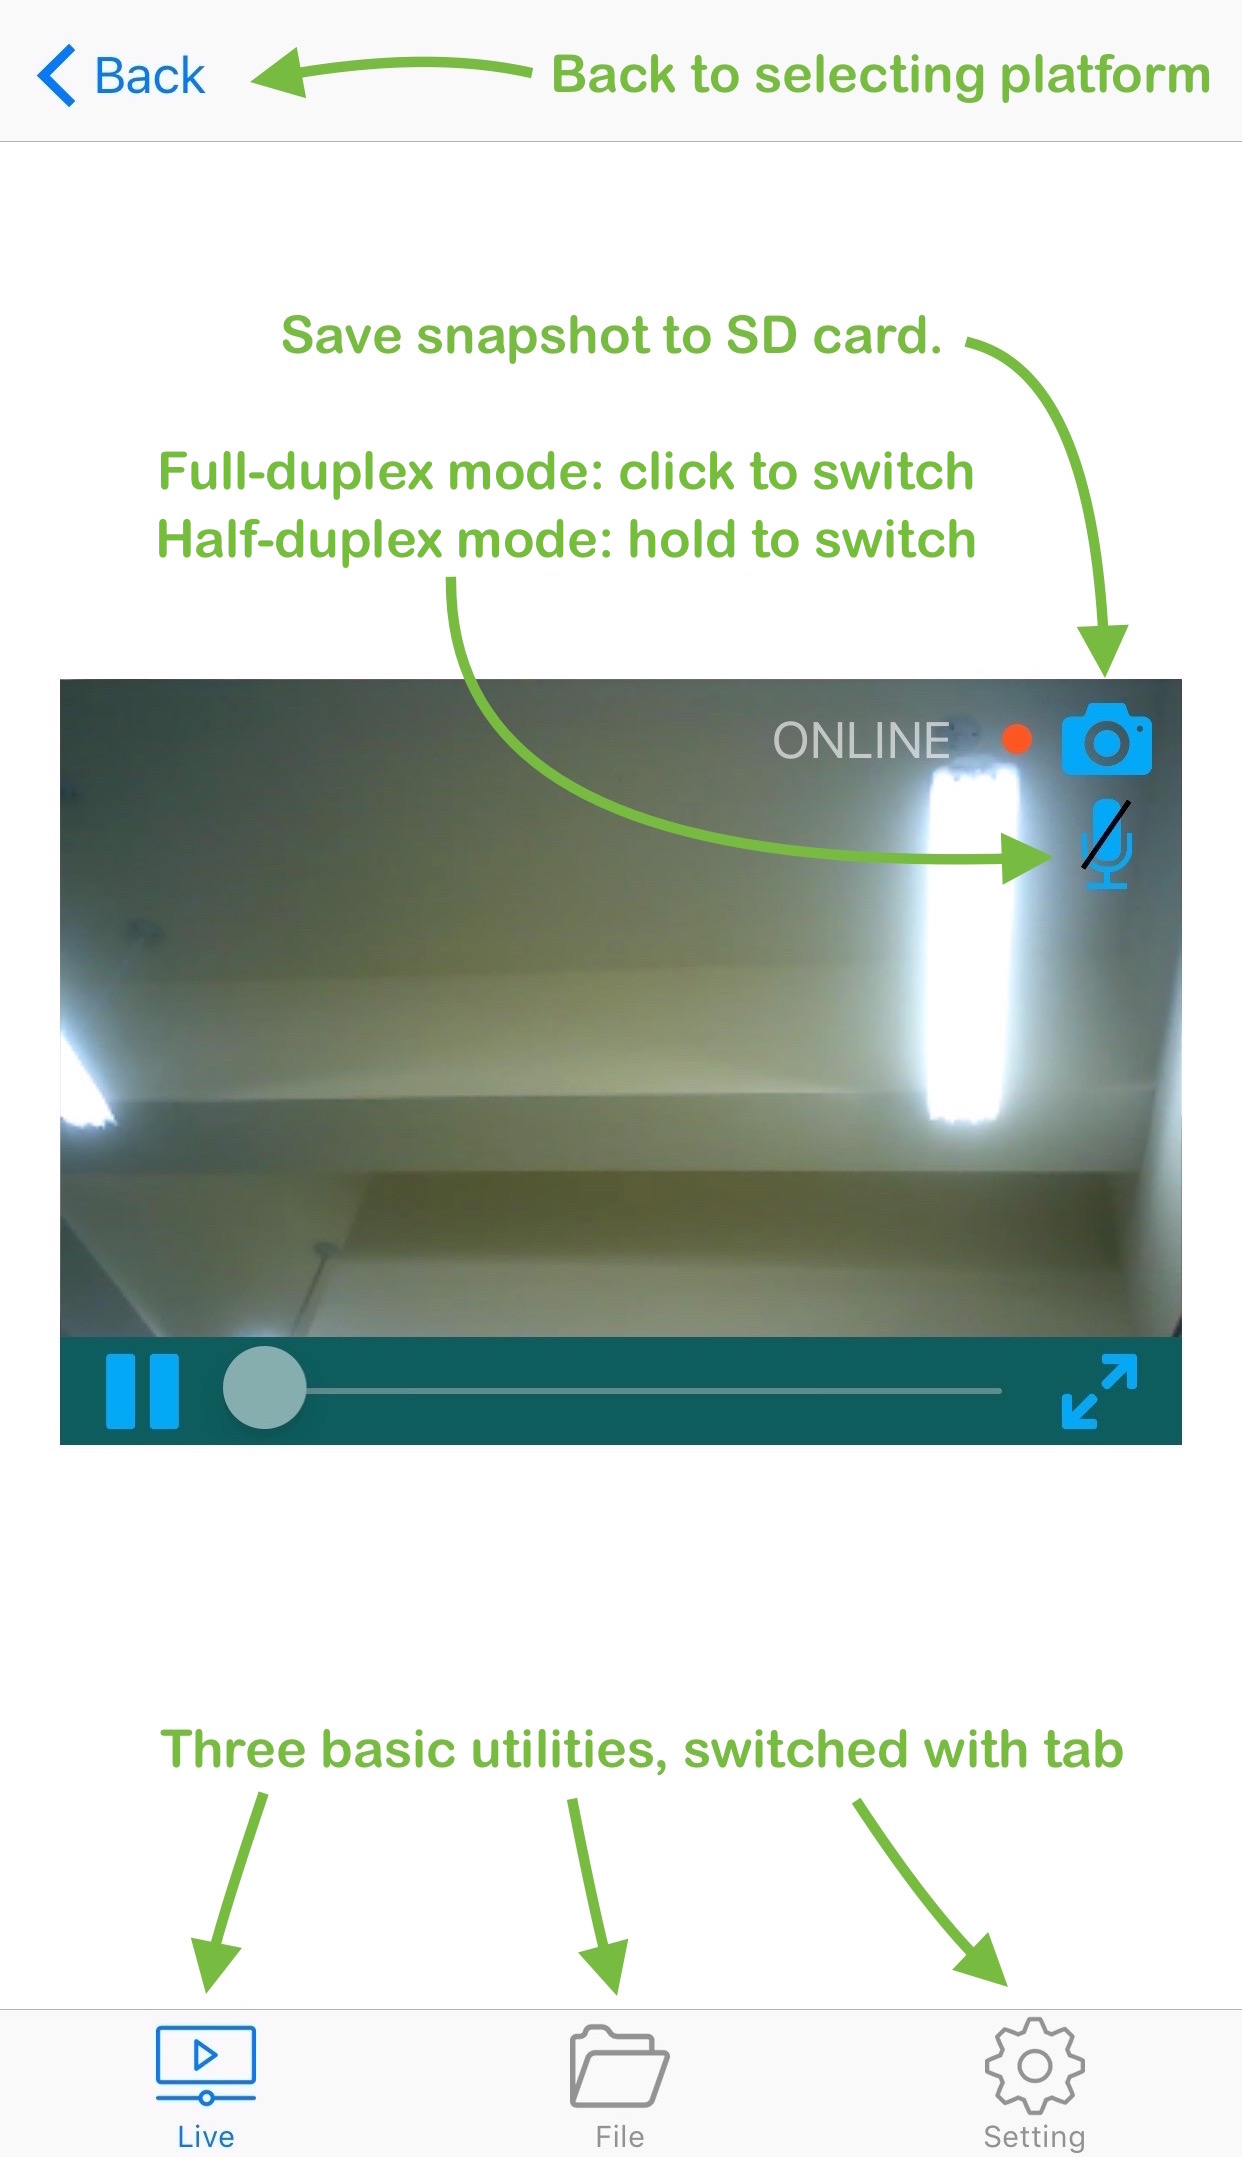 Back
Back to selecting platform
Save snapshot to SD card.
Full-duplex mode: click to switch
Half-duplex mode: hold to switch
ONLINE
Three basic utilities, switched with tab
Live
File
Setting